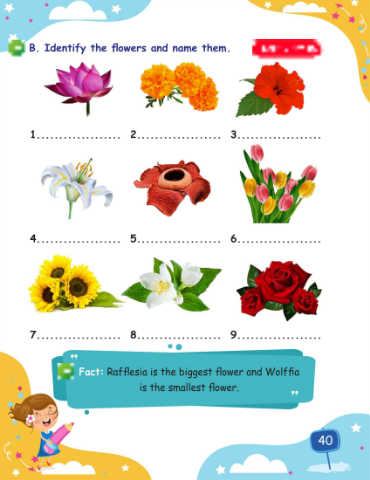 B. Identify the flowers and name them.
1.................... 2.................... 3....................
4.................... 5.................... 6....................
7.................... 8.................... 9....................
"
Fact: Rafflesia is the biggest flower and Wolffia
is the smallest flower.
"
40